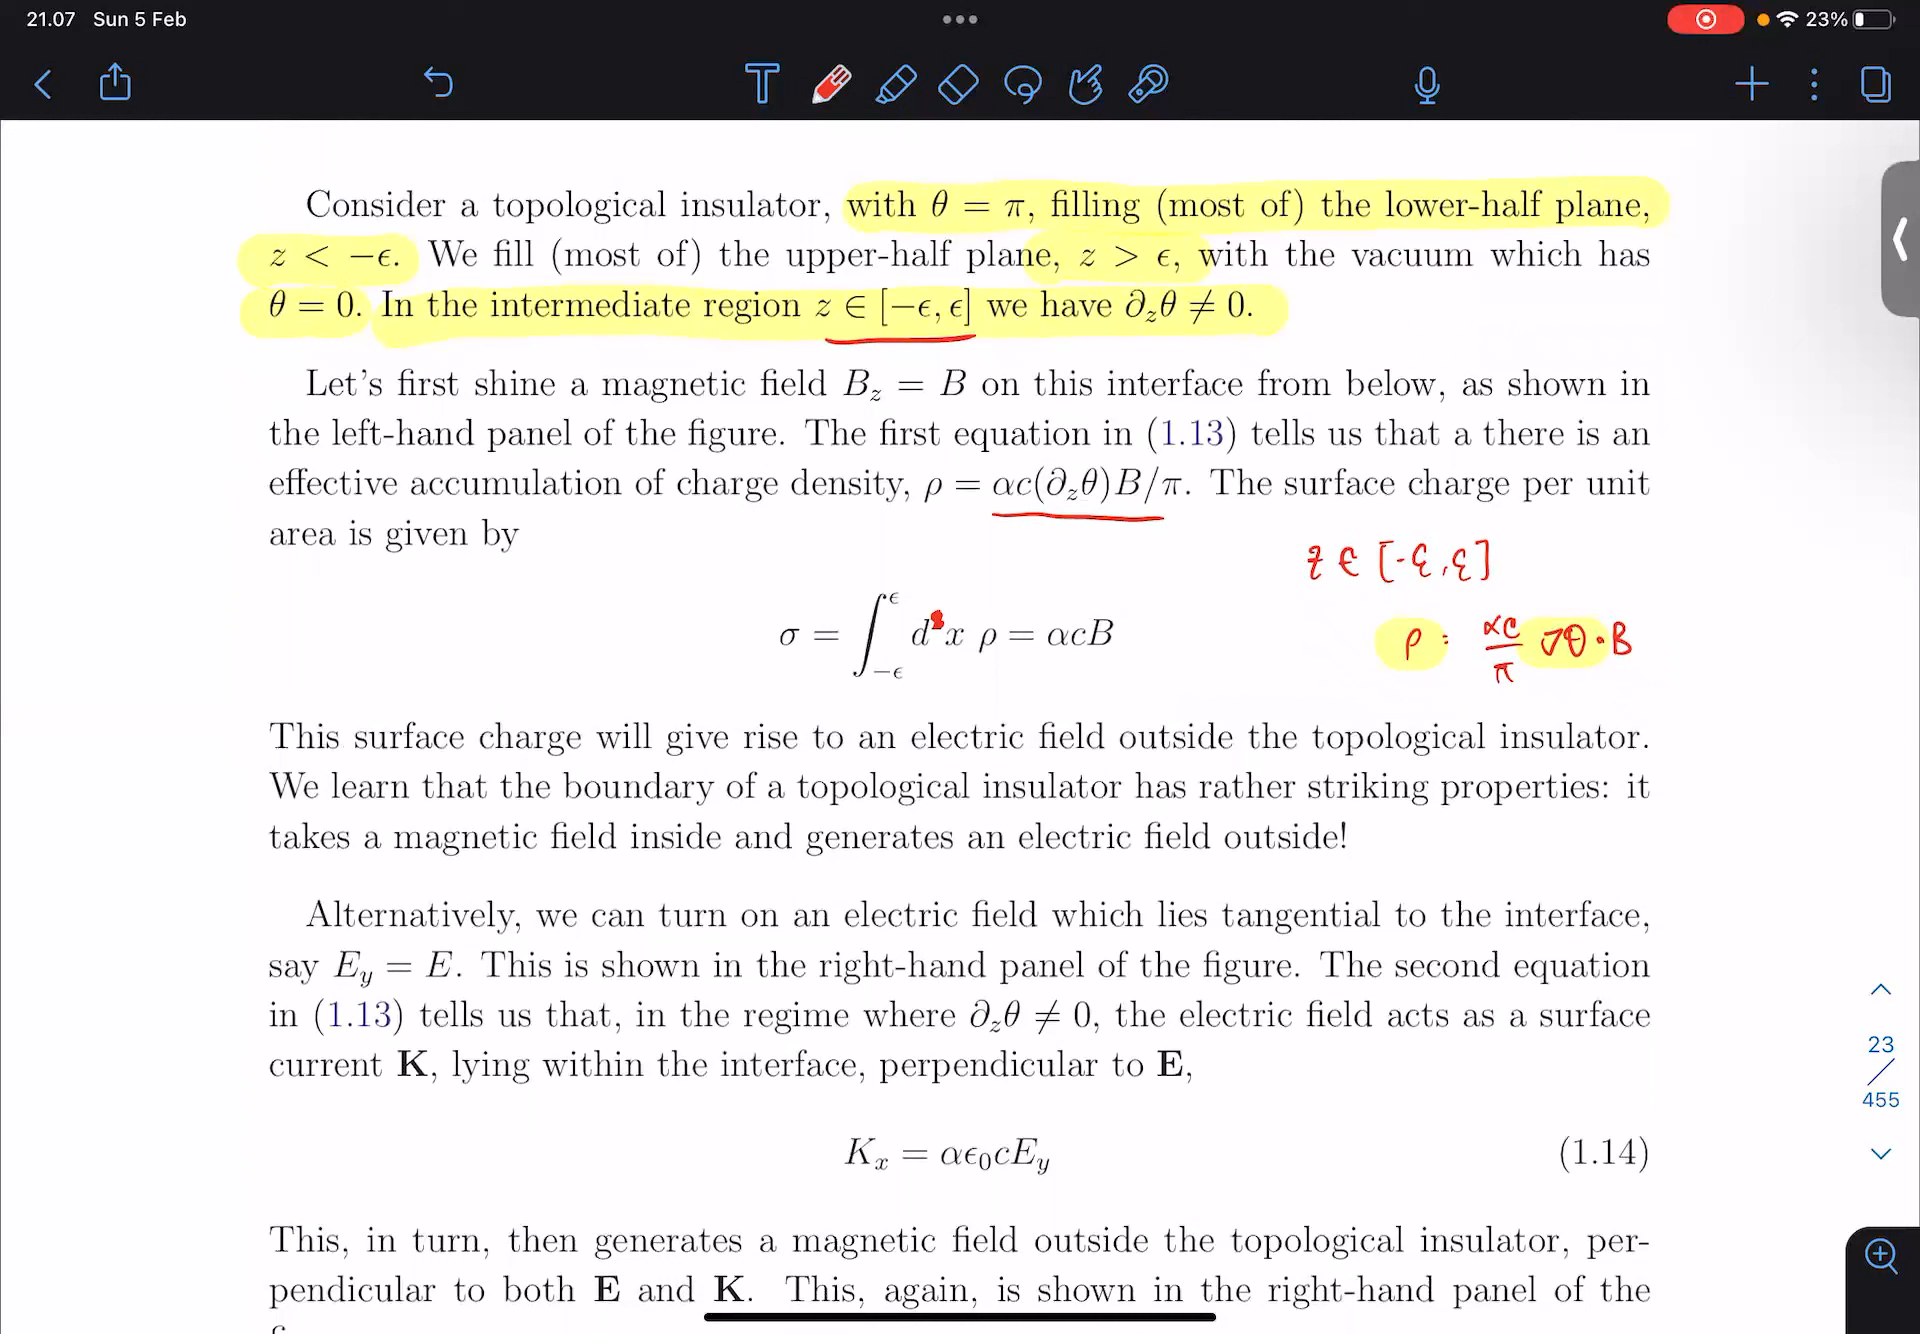 21.07 Sun 5 Feb
23%
Consider a topological insulator, with θ = π, filling (most of) the lower-half plane,
z < −ϵ. We fill (most of) the upper-half plane, z > ϵ, with the vacuum which has
θ = 0. In the intermediate region z ∈ [−ϵ, ϵ] we have ∂_zθ ≠ 0.
Let's first shine a magnetic field B_z = B on this interface from below, as shown in
the left-hand panel of the figure. The first equation in (1.13) tells us that a there is an
effective accumulation of charge density, ρ = αc(∂_zθ)B/π. The surface charge per unit
area is given by
z ∈ [-ε, ε]
σ = ∫_{−ϵ}^{ϵ} d x ρ = αcB
ρ = αc/π ∇θ · B
This surface charge will give rise to an electric field outside the topological insulator.
We learn that the boundary of a topological insulator has rather striking properties: it
takes a magnetic field inside and generates an electric field outside!
Alternatively, we can turn on an electric field which lies tangential to the interface,
say E_y = E. This is shown in the right-hand panel of the figure. The second equation
in (1.13) tells us that, in the regime where ∂_zθ ≠ 0, the electric field acts as a surface
current K, lying within the interface, perpendicular to E,
K_x = αϵ_0cE_y (1.14)
This, in turn, then generates a magnetic field outside the topological insulator, per-
pendicular to both E and K. This, again, is shown in the right-hand panel of the
23
/
455